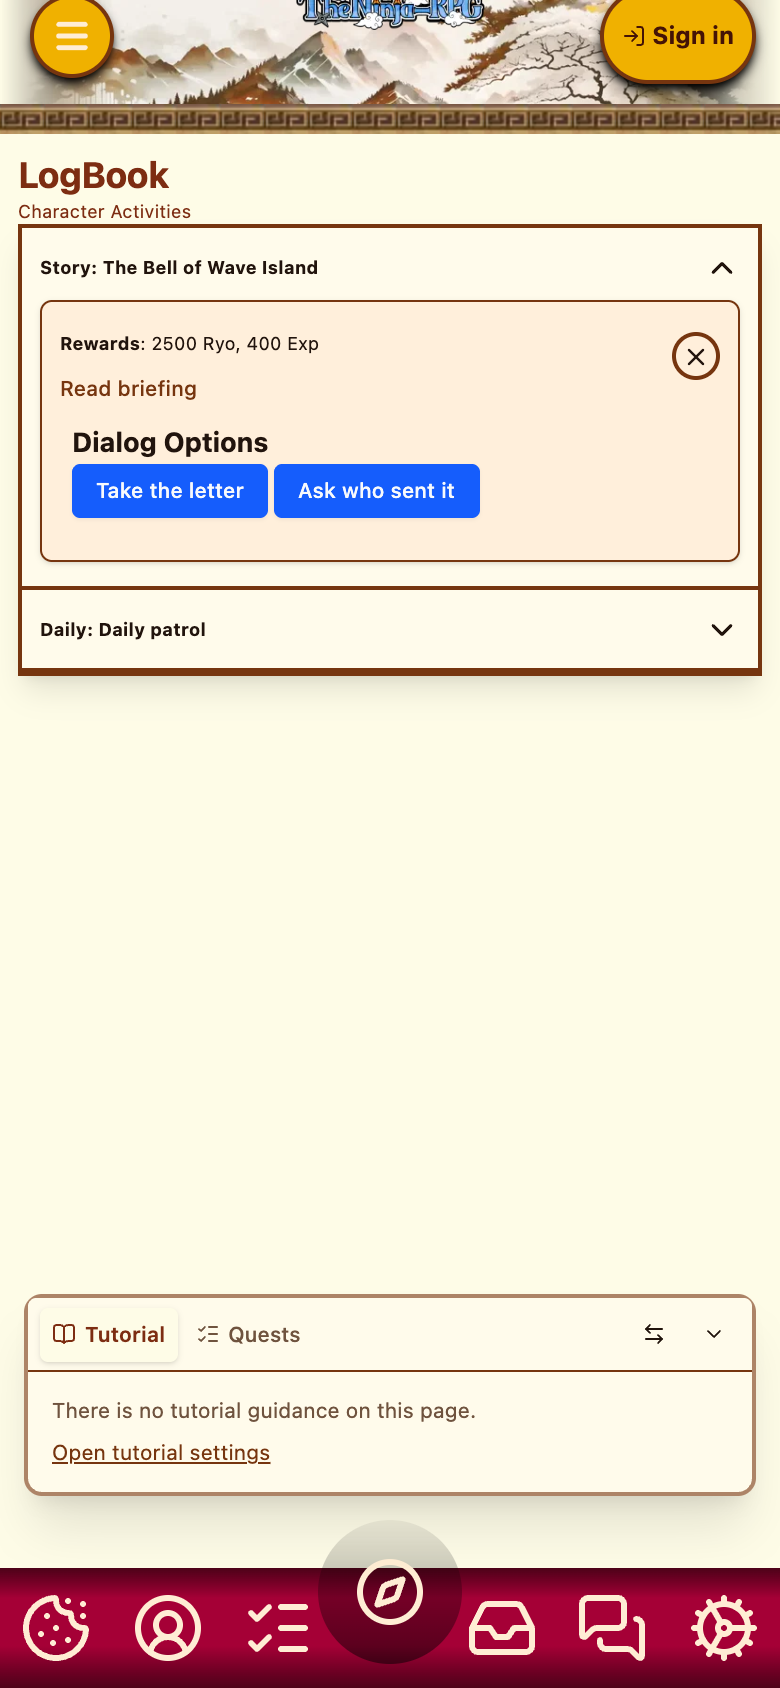 TheNinja-RPG
Sign in
LogBook
Character Activities
Story: The Bell of Wave Island
Rewards: 2500 Ryo, 400 Exp
Read briefing
Dialog Options
Take the letter
Ask who sent it
Daily: Daily patrol
Tutorial
Quests
There is no tutorial guidance on this page.
Open tutorial settings